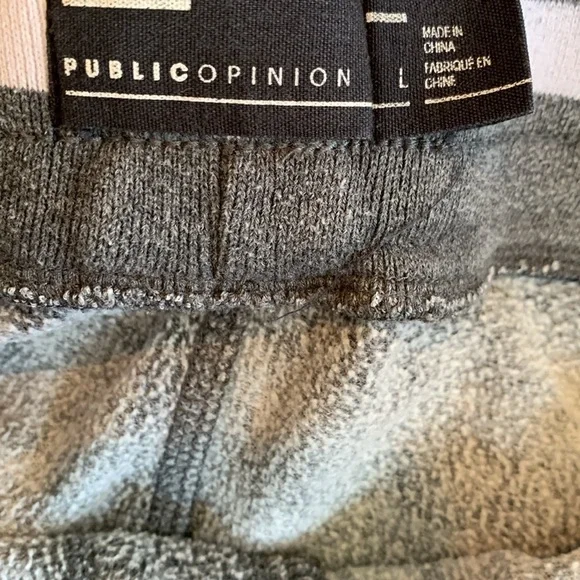 PUBLICOPINION
L
MADE IN
CHINA
FABRIQUÉ EN
CHINE